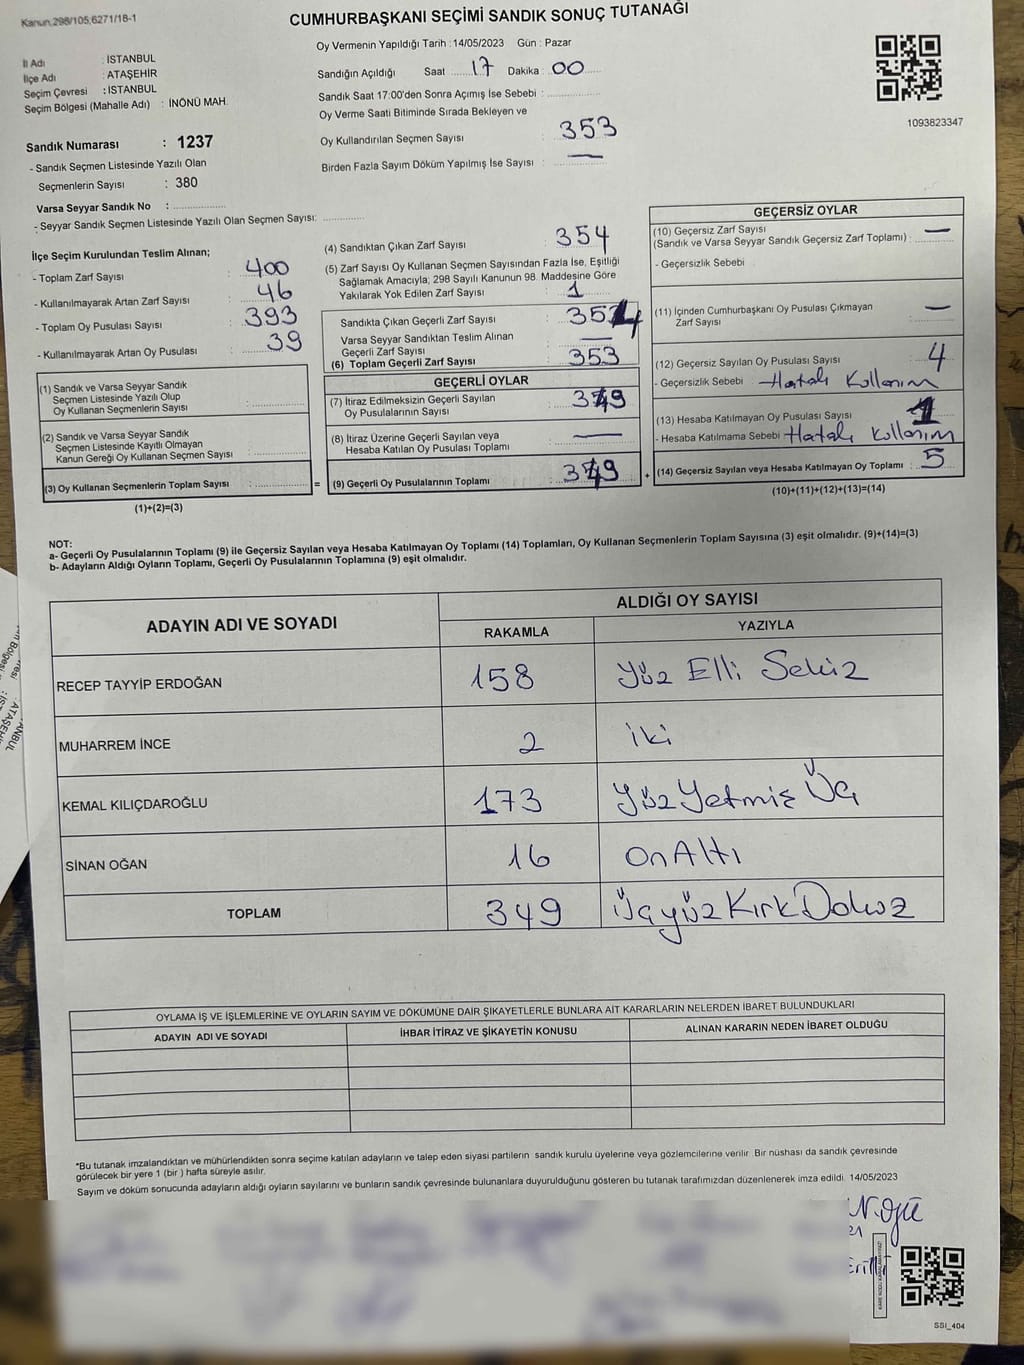 Kanun,298/105,6271/18-1
CUMHURBAŞKANI SEÇİMİ SANDIK SONUÇ TUTANAĞI
İl Adı : İSTANBUL
İlçe Adı : ATAŞEHİR
Seçim Çevresi : İSTANBUL
Seçim Bölgesi (Mahalle Adı) : İNÖNÜ MAH.
Sandık Numarası : 1237
- Sandık Seçmen Listesinde Yazılı Olan
Seçmenlerin Sayısı : 380
Varsa Seyyar Sandık No :
- Seyyar Sandık Seçmen Listesinde Yazılı Olan Seçmen Sayısı:
Oy Vermenin Yapıldığı Tarih :14/05/2023 Gün : Pazar
Sandığın Açıldığı Saat 17 Dakika : 00
Sandık Saat 17:00'den Sonra Açımış İse Sebebi :
Oy Verme Saati Bitiminde Sırada Bekleyen ve
Oy Kullandırılan Seçmen Sayısı : 353
Birden Fazla Sayım Döküm Yapılmış İse Sayısı : —
1093823347
İlçe Seçim Kurulundan Teslim Alınan;
- Toplam Zarf Sayısı : 400
- Kullanılmayarak Artan Zarf Sayısı : 46
- Toplam Oy Pusulası Sayısı : 393
- Kullanılmayarak Artan Oy Pusulası : 39
(1) Sandık ve Varsa Seyyar Sandık
Seçmen Listesinde Yazılı Olup
Oy Kullanan Seçmenlerin Sayısı :
(2) Sandık ve Varsa Seyyar Sandık
Seçmen Listesinde Kayıtlı Olmayan
Kanun Gereği Oy Kullanan Seçmen Sayısı :
(3) Oy Kullanan Seçmenlerin Toplam Sayısı : =
(1)+(2)=(3)
(4) Sandıktan Çıkan Zarf Sayısı : 354
(5) Zarf Sayısı Oy Kullanan Seçmen Sayısından Fazla İse, Eşitliği
Sağlamak Amacıyla; 298 Sayılı Kanunun 98. Maddesine Göre
Yakılarak Yok Edilen Zarf Sayısı : 1
Sandıkta Çıkan Geçerli Zarf Sayısı : 354
Varsa Seyyar Sandıktan Teslim Alınan
Geçerli Zarf Sayısı : —
(6) Toplam Geçerli Zarf Sayısı : 353
GEÇERLİ OYLAR
(7) İtiraz Edilmeksizin Geçerli Sayılan
Oy Pusulalarının Sayısı : 349
(8) İtiraz Üzerine Geçerli Sayılan veya
Hesaba Katılan Oy Pusulası Toplamı : —
(9) Geçerli Oy Pusulalarının Toplamı : 349 +
GEÇERSİZ OYLAR
(10) Geçersiz Zarf Sayısı
(Sandık ve Varsa Seyyar Sandık Geçersiz Zarf Toplamı) : —
- Geçersizlik Sebebi
(11) İçinden Cumhurbaşkanı Oy Pusulası Çıkmayan
Zarf Sayısı : —
(12) Geçersiz Sayılan Oy Pusulası Sayısı : 4
- Geçersizlik Sebebi : Hatalı Kullanım
(13) Hesaba Katılmayan Oy Pusulası Sayısı : 1
- Hesaba Katılmama Sebebi : Hatalı kullanım
(14) Geçersiz Sayılan veya Hesaba Katılmayan Oy Toplamı : 5
(10)+(11)+(12)+(13)=(14)
NOT:
a- Geçerli Oy Pusulalarının Toplamı (9) ile Geçersiz Sayılan veya Hesaba Katılmayan Oy Toplamı (14) Toplamları, Oy Kullanan Seçmenlerin Toplam Sayısına (3) eşit olmalıdır. (9)+(14)=(3)
b- Adayların Aldığı Oyların Toplamı, Geçerli Oy Pusulalarının Toplamına (9) eşit olmalıdır.
ADAYIN ADI VE SOYADI
ALDIĞI OY SAYISI
RAKAMLA YAZIYLA
RECEP TAYYİP ERDOĞAN 158 Yüz Elli Sekiz
MUHARREM İNCE 2 iki
KEMAL KILIÇDAROĞLU 173 Yüz Yetmiş Üç
SİNAN OĞAN 16 On Altı
TOPLAM 349 Üçyüz Kırk Dokuz
OYLAMA İŞ VE İŞLEMLERİNE VE OYLARIN SAYIM VE DÖKÜMÜNE DAİR ŞİKAYETLERLE BUNLARA AİT KARARLARIN NELERDEN İBARET BULUNDUKLARI
ADAYIN ADI VE SOYADI İHBAR İTİRAZ VE ŞİKAYETİN KONUSU ALINAN KARARIN NEDEN İBARET OLDUĞU
*Bu tutanak imzalandıktan ve mühürlendikten sonra seçime katılan adayların ve talep eden siyasi partilerin sandık kurulu üyelerine veya gözlemcilerine verilir. Bir nüshası da sandık çevresinde
görülecek bir yere 1 (bir ) hafta süreyle asılır.
Sayım ve döküm sonucunda adayların aldığı oyların sayılarını ve bunların sandık çevresinde bulunanlara duyurulduğunu gösteren bu tutanak tarafımızdan düzenlenerek imza edildi. 14/05/2023
SSI_404